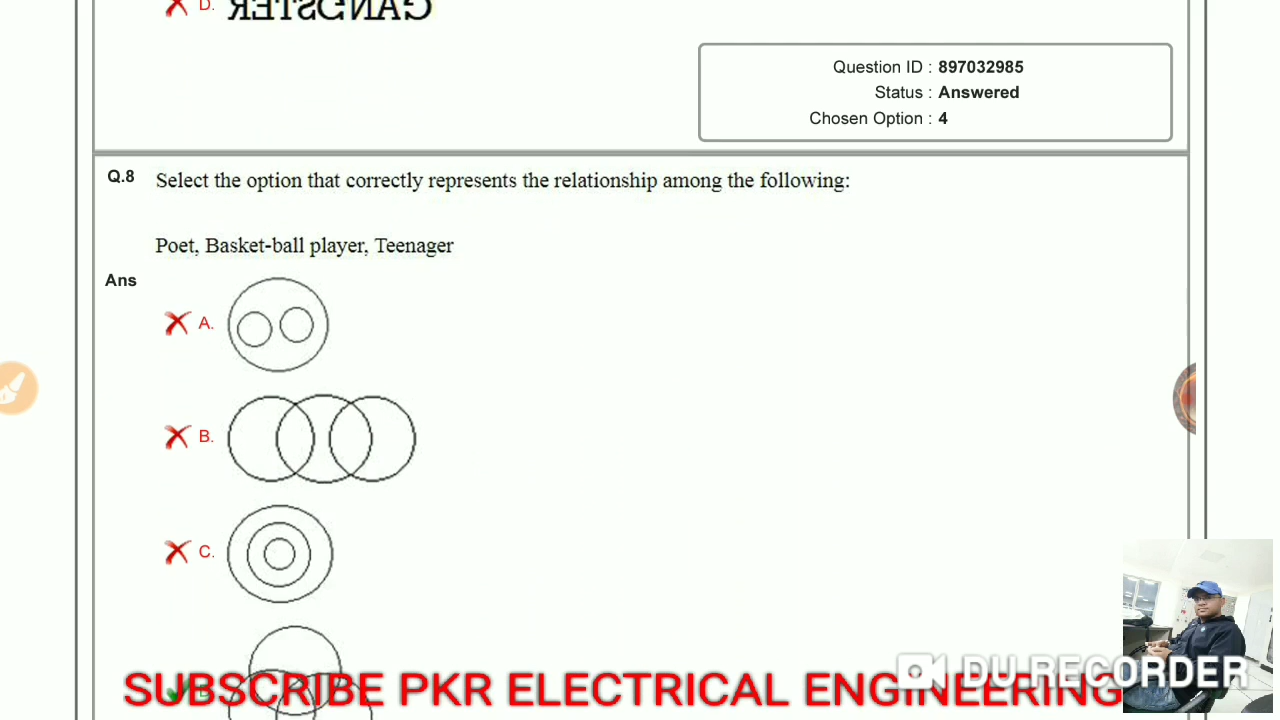 D. GANGSTER
Question ID : 897032985
Status : Answered
Chosen Option : 4
Q.8 Select the option that correctly represents the relationship among the following:
Poet, Basket-ball player, Teenager
Ans
A.
B.
C.
D.
SUBSCRIBE PKR ELECTRICAL ENGINEERING
DU RECORDER